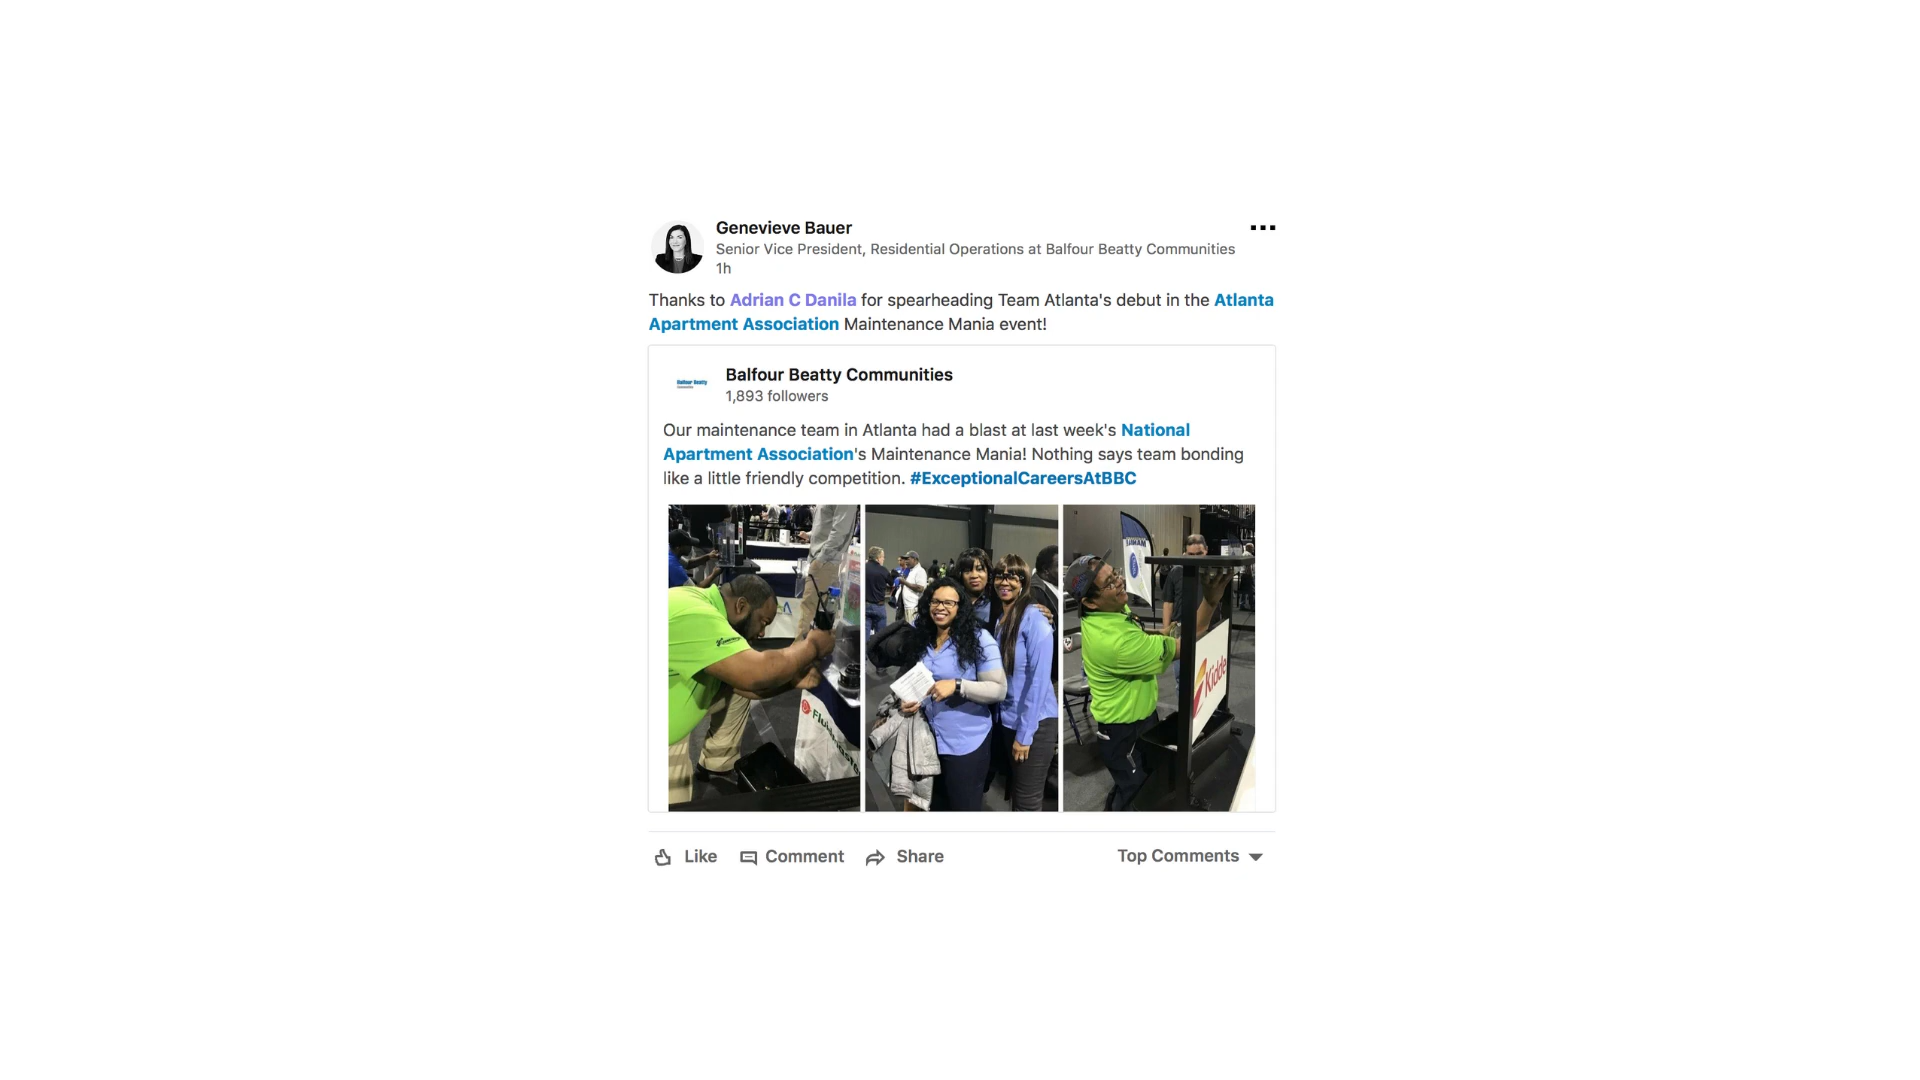 Genevieve Bauer
Senior Vice President, Residential Operations at Balfour Beatty Communities
1h
Thanks to Adrian C Danila for spearheading Team Atlanta's debut in the Atlanta
Apartment Association Maintenance Mania event!
Balfour Beatty
Balfour Beatty Communities
1,893 followers
Our maintenance team in Atlanta had a blast at last week's National
Apartment Association's Maintenance Mania! Nothing says team bonding
like a little friendly competition. #ExceptionalCareersAtBBC
Kidde
Like Comment Share Top Comments